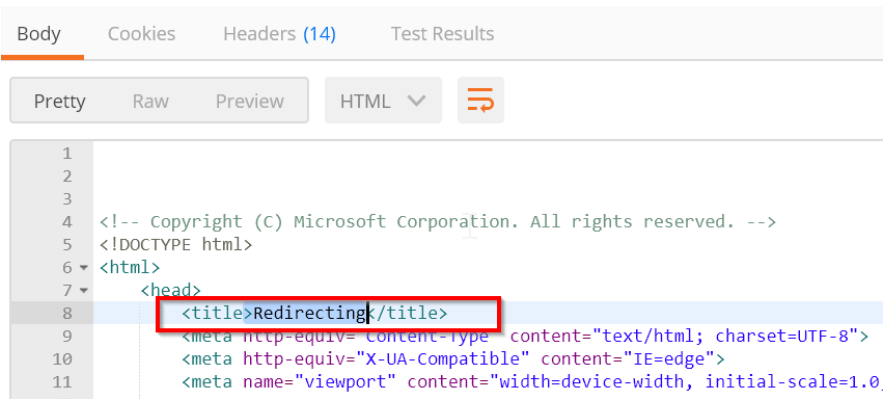 Body Cookies Headers (14) Test Results
Pretty Raw Preview HTML
1
2
3
4 <!-- Copyright (C) Microsoft Corporation. All rights reserved. -->
5 <!DOCTYPE html>
6 <html>
7 <head>
8 <title>Redirecting</title>
9 <meta http-equiv="Content-Type" content="text/html; charset=UTF-8">
10 <meta http-equiv="X-UA-Compatible" content="IE=edge">
11 <meta name="viewport" content="width=device-width, initial-scale=1.0,